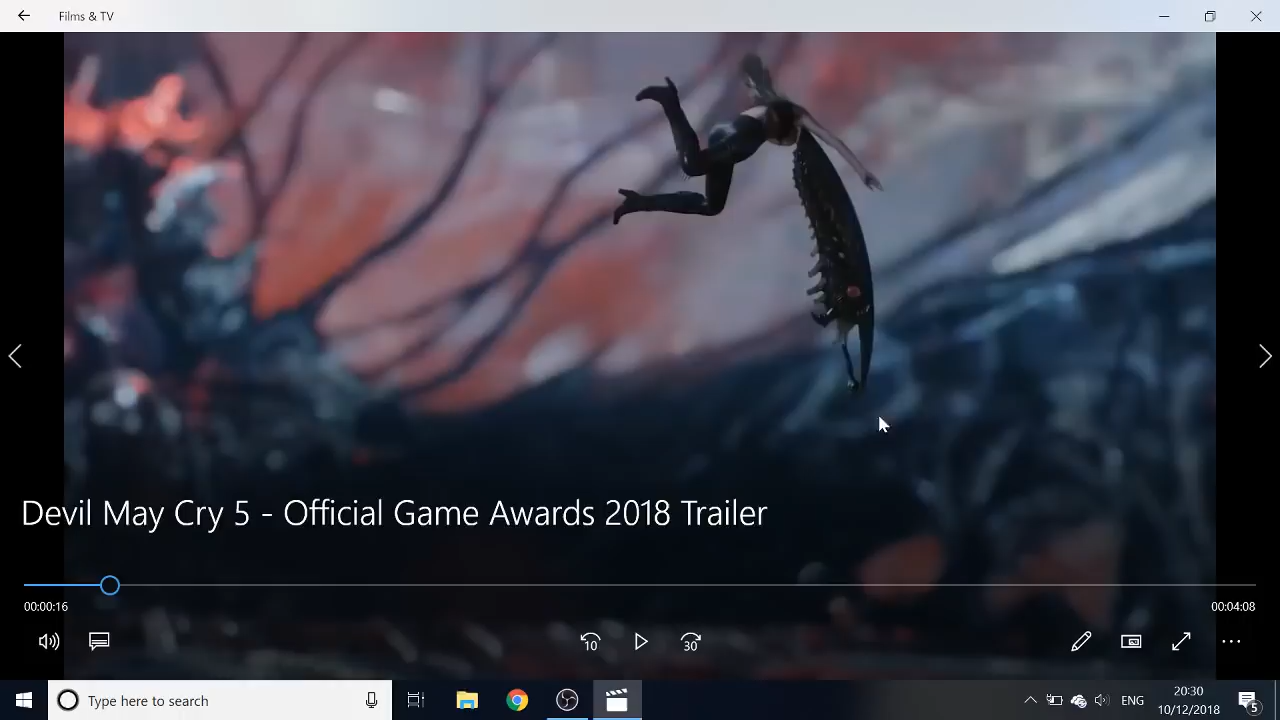 Films & TV
Devil May Cry 5 - Official Game Awards 2018 Trailer
00:00:16
00:04:08
10
30
Type here to search
ENG
20:30
10/12/2018
5